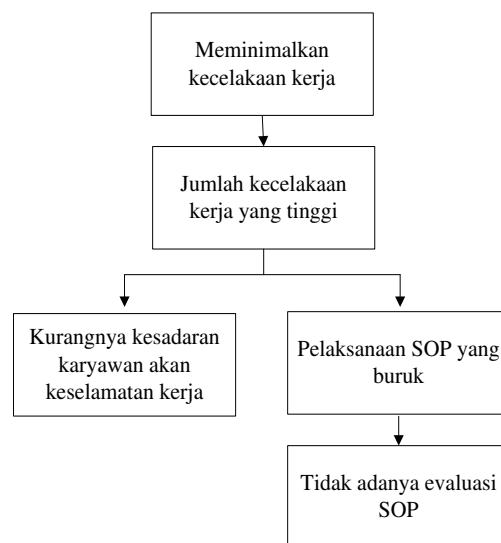 Meminimalkan
kecelakaan kerja
Jumlah kecelakaan
kerja yang tinggi
Kurangnya kesadaran
karyawan akan
keselamatan kerja
Pelaksanaan SOP yang
buruk
Tidak adanya evaluasi
SOP